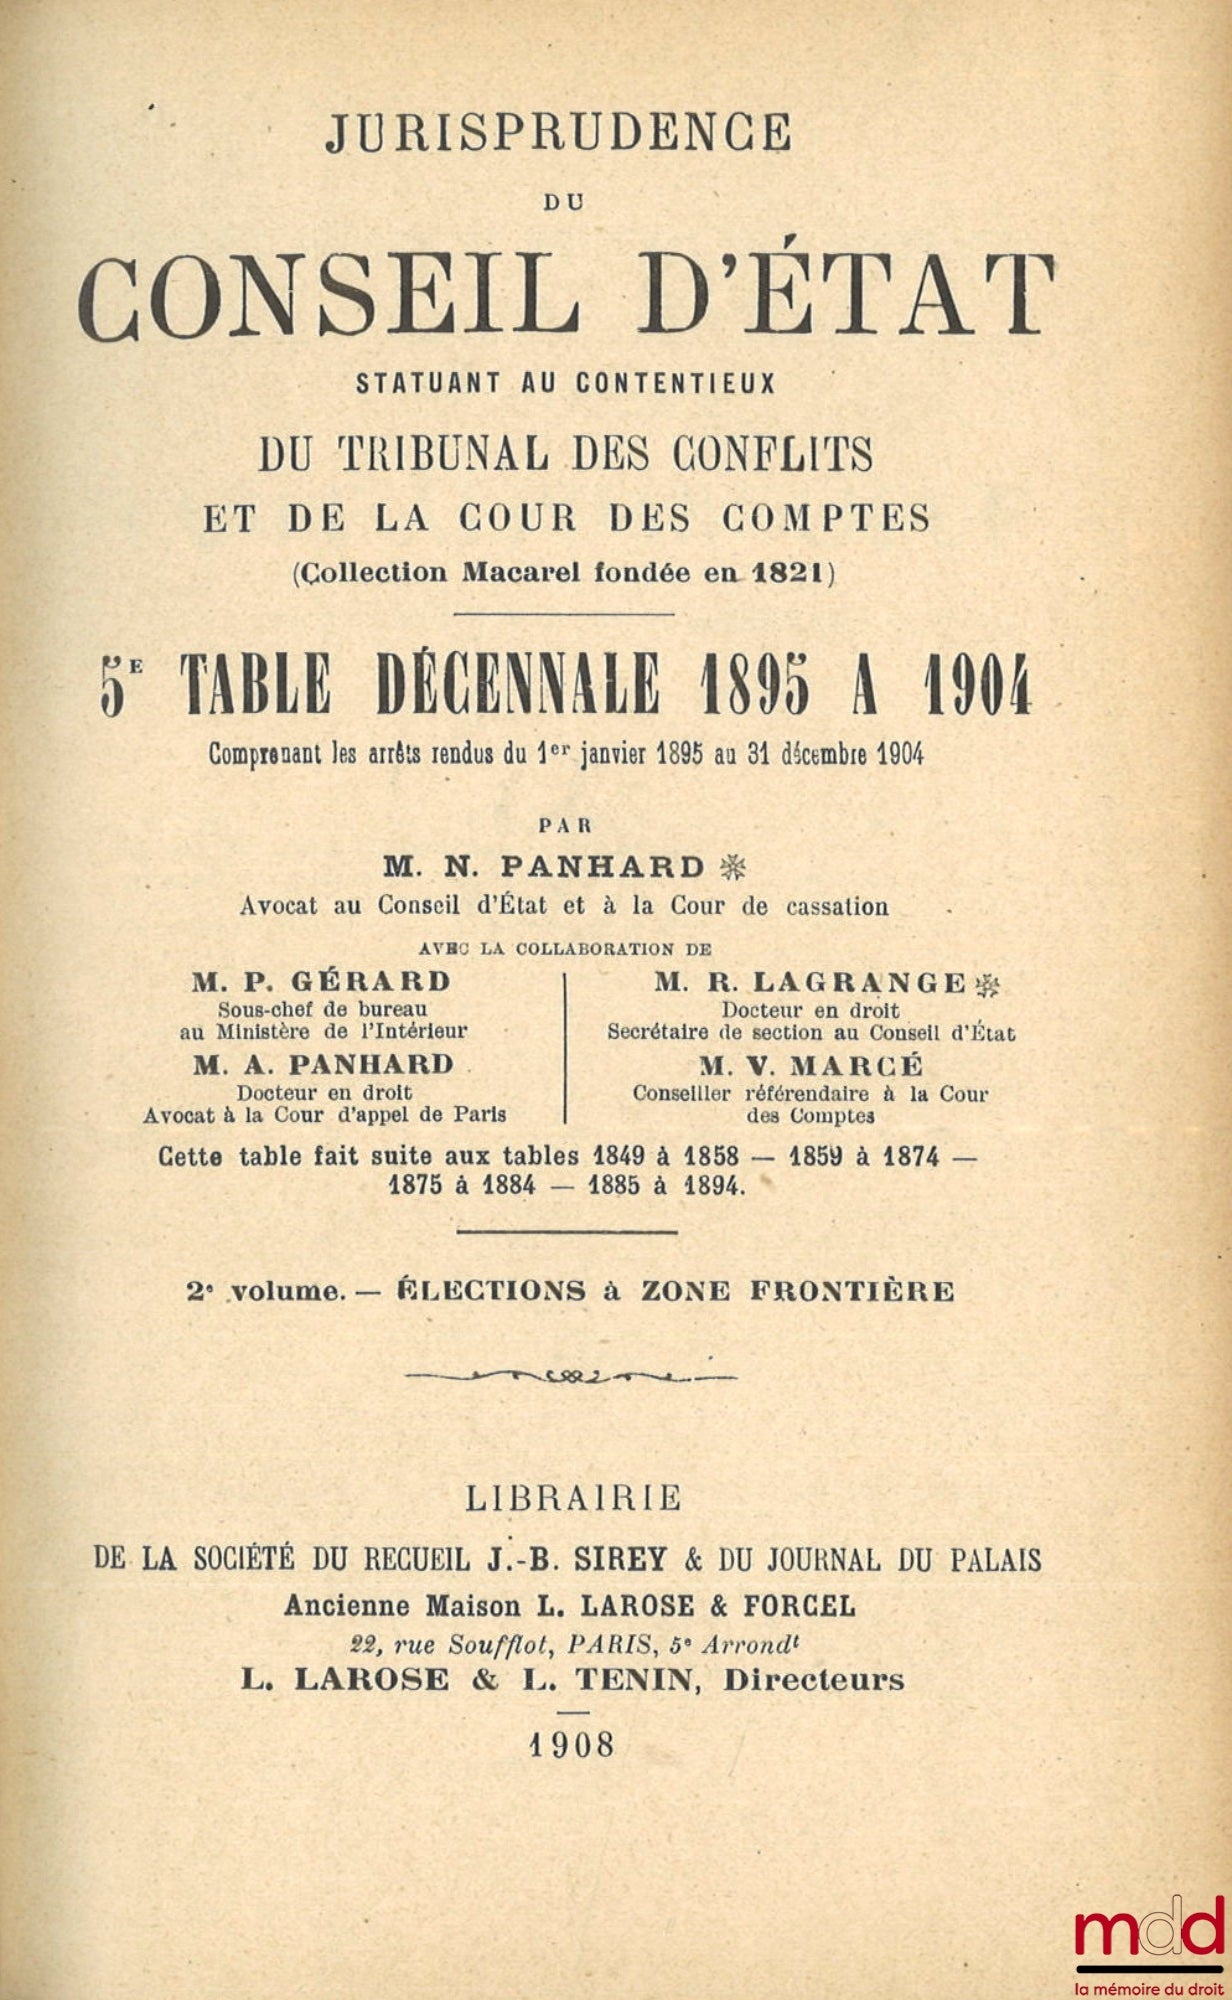 JURISPRUDENCE
DU
CONSEIL D'ÉTAT
STATUANT AU CONTENTIEUX
DU TRIBUNAL DES CONFLITS
ET DE LA COUR DES COMPTES
(Collection Macarel fondée en 1821)
5E TABLE DÉCENNALE 1895 A 1904
Comprenant les arrêts rendus du 1er janvier 1895 au 31 décembre 1904
PAR
M. N. PANHARD ✠
Avocat au Conseil d'État et à la Cour de cassation
AVEC LA COLLABORATION DE
M. P. GÉRARD
Sous-chef de bureau
au Ministère de l'Intérieur
M. A. PANHARD
Docteur en droit
Avocat à la Cour d'appel de Paris
M. R. LAGRANGE ✠
Docteur en droit
Secrétaire de section au Conseil d'État
M. V. MARCÉ
Conseiller référendaire à la Cour
des Comptes
Cette table fait suite aux tables 1849 à 1858 — 1859 à 1874 —
1875 à 1884 — 1885 à 1894.
2e volume. — ÉLECTIONS à ZONE FRONTIÈRE
LIBRAIRIE
DE LA SOCIÉTÉ DU RECUEIL J.-B. SIREY & DU JOURNAL DU PALAIS
Ancienne Maison L. LAROSE & FORCEL
22, rue Soufflot, PARIS, 5e Arrondt
L. LAROSE & L. TENIN, Directeurs
1908
mdd
la mémoire du droit